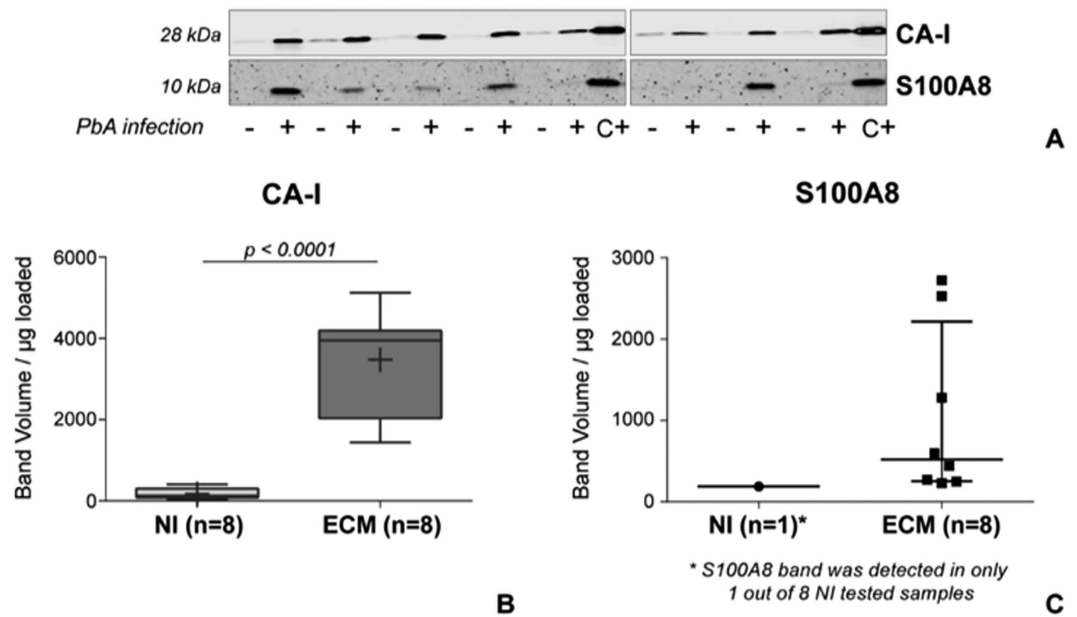 28 kDa CA-I
10 kDa S100A8
PbA infection - + - + - + - + - + C+ - + - + - + C+
A
CA-I
p < 0.0001
Band Volume / µg loaded
6000
4000
2000
0
NI (n=8) ECM (n=8)
B
S100A8
Band Volume / µg loaded
3000
2000
1000
0
NI (n=1)* ECM (n=8)
* S100A8 band was detected in only
1 out of 8 NI tested samples
C